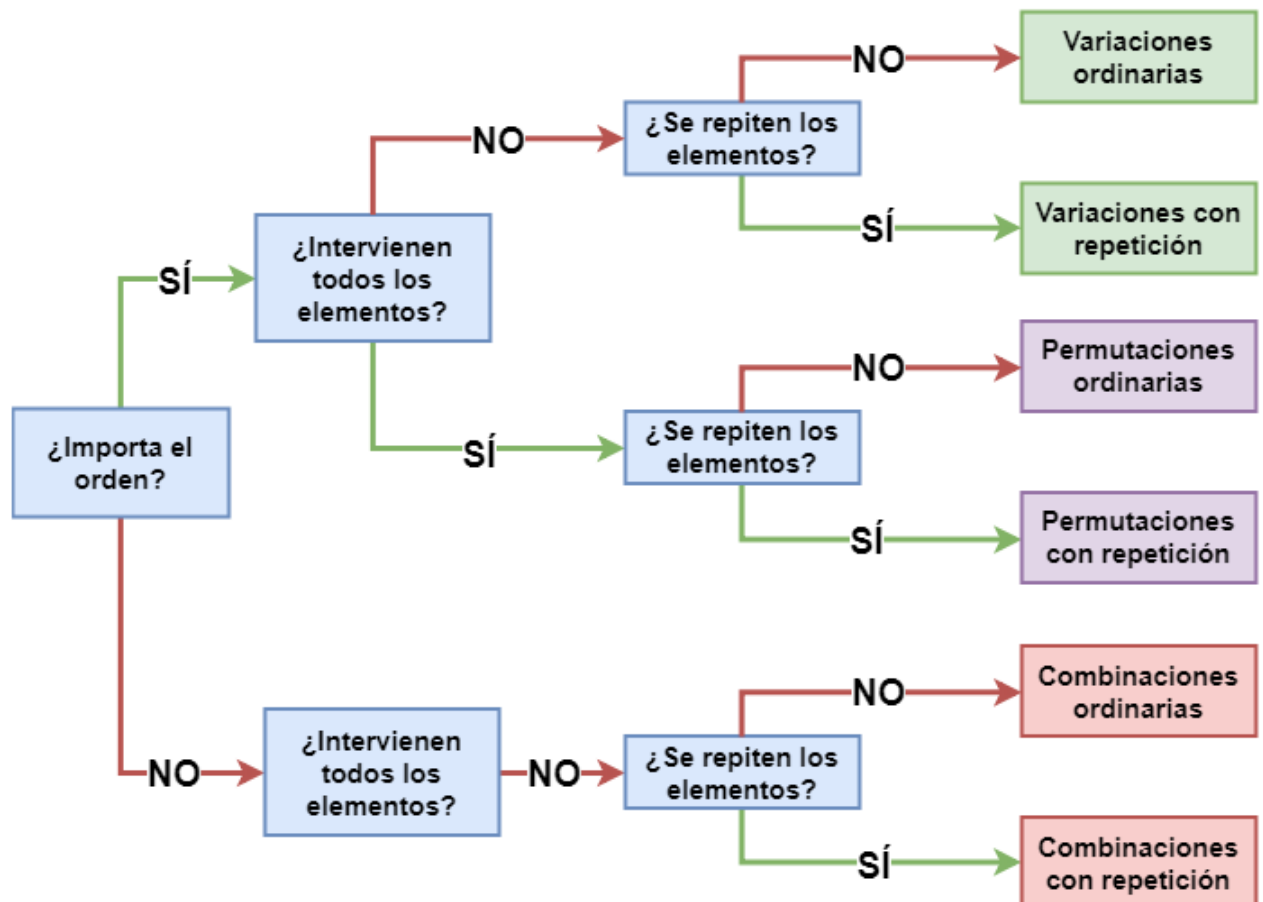 NO
Variaciones
ordinarias
¿Se repiten los
elementos?
NO
SÍ
Variaciones con
repetición
¿Intervienen
todos los
elementos?
SÍ
NO
Permutaciones
ordinarias
¿Se repiten los
elementos?
SÍ
¿Importa el
orden?
SÍ
Permutaciones
con repetición
NO
Combinaciones
ordinarias
¿Intervienen
todos los
elementos?
NO
NO
¿Se repiten los
elementos?
SÍ
Combinaciones
con repetición